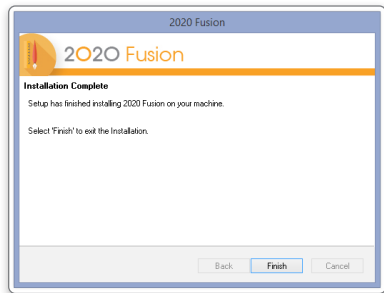 2020 Fusion
2020 Fusion
Installation Complete
Setup has finished installing 2020 Fusion on your machine.
Select 'Finish' to exit the Installation.
Back Finish Cancel